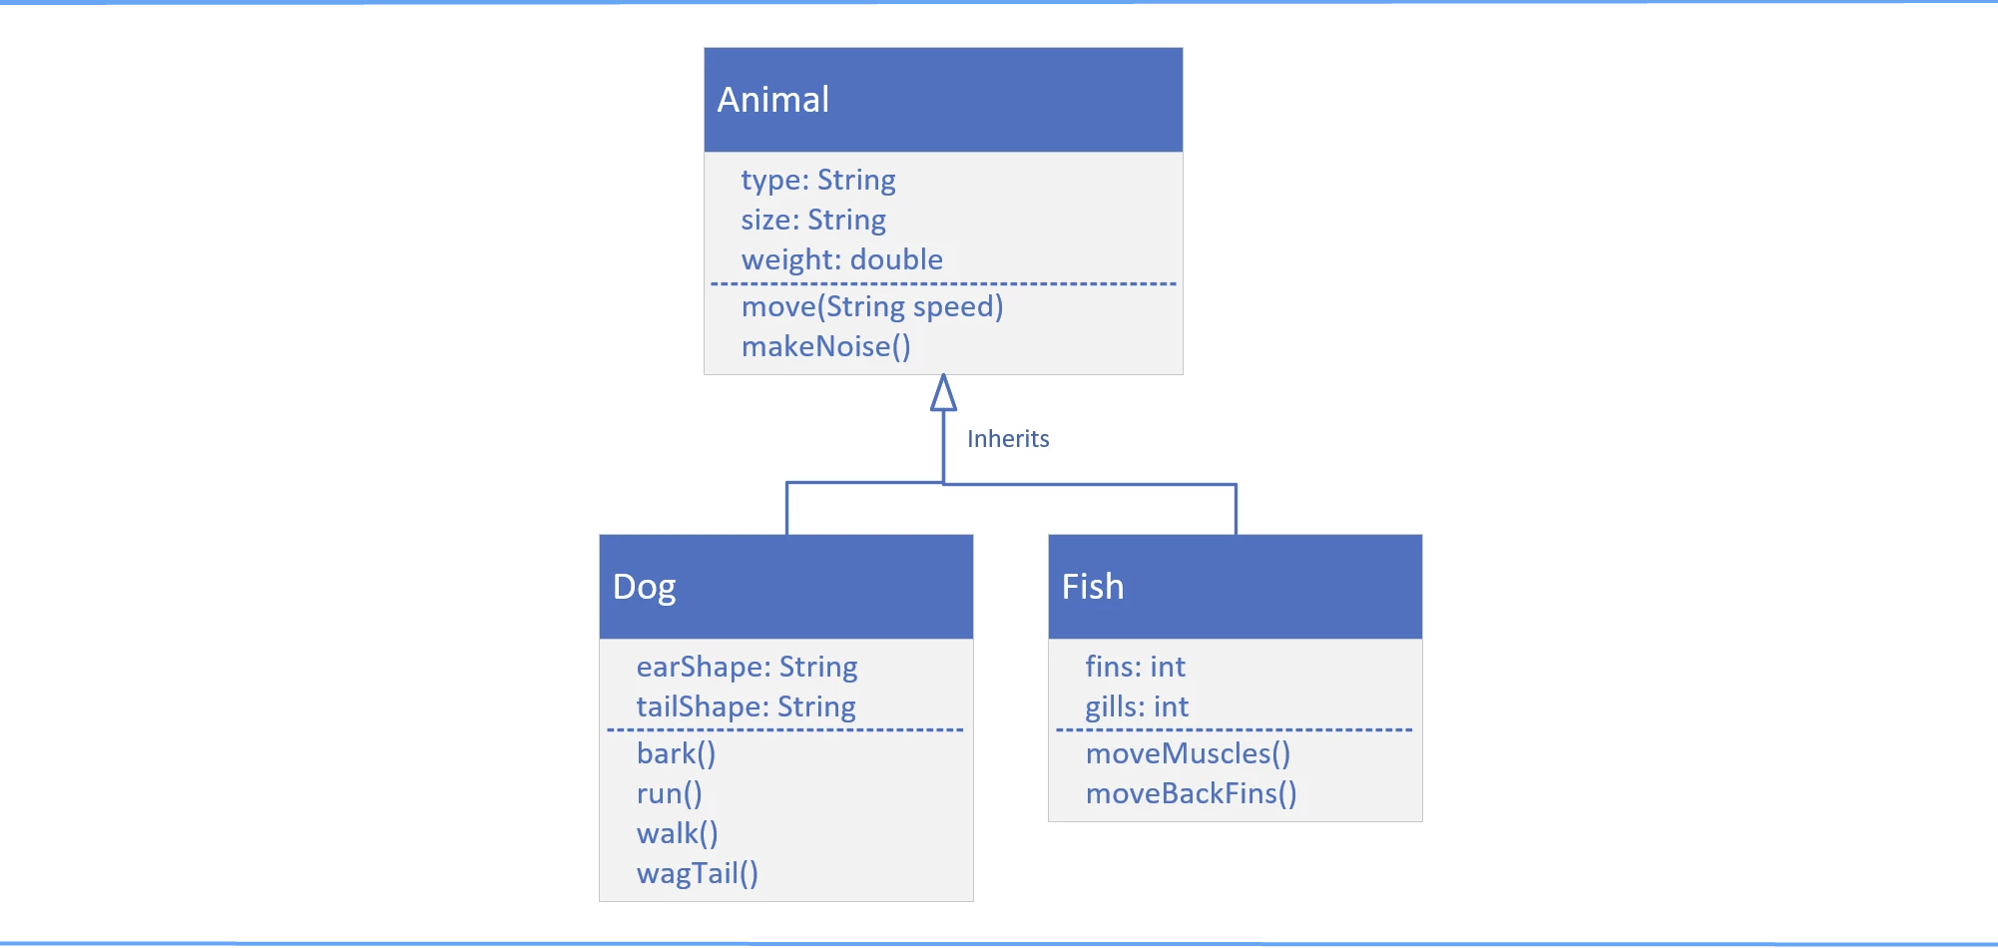 Animal
type: String
size: String
weight: double
move(String speed)
makeNoise()
Inherits
Dog
earShape: String
tailShape: String
bark()
run()
walk()
wagTail()
Fish
fins: int
gills: int
moveMuscles()
moveBackFins()